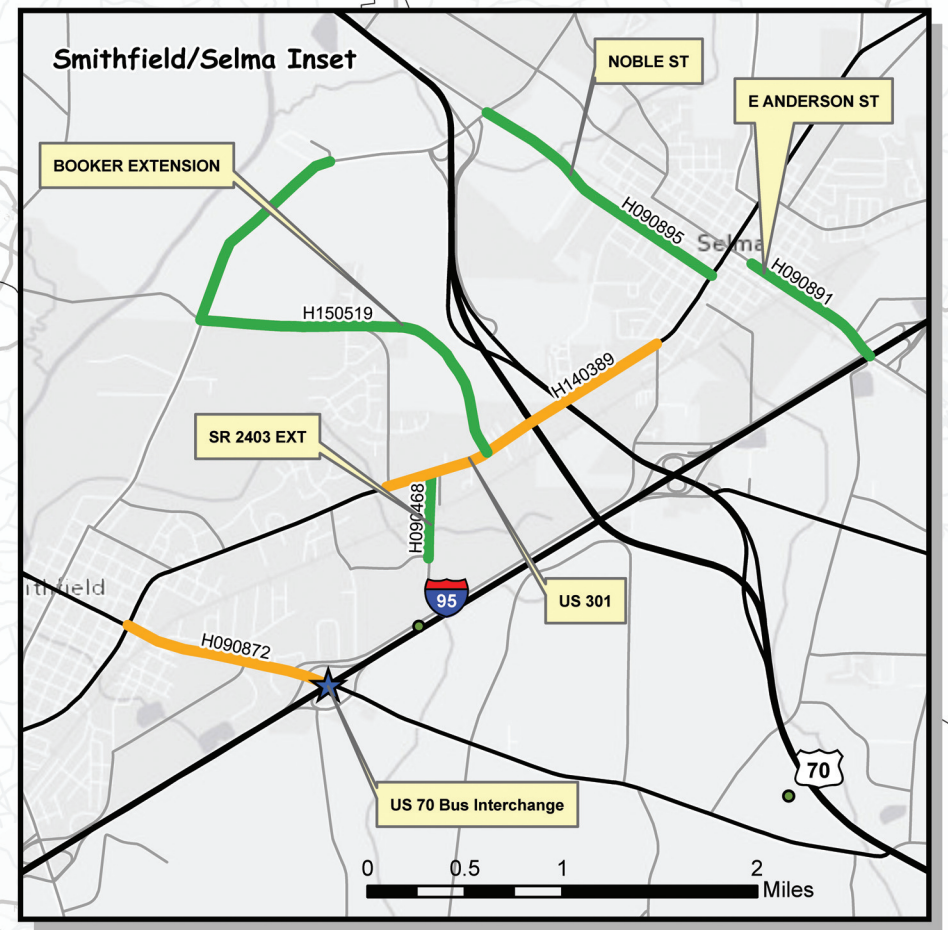 Smithfield/Selma Inset
NOBLE ST
E ANDERSON ST
BOOKER EXTENSION
H090895
Selma
H090891
H150519
H140389
SR 2403 EXT
H090468
ithfield
95
US 301
H090872
70
US 70 Bus Interchange
0 0.5 1 2
Miles